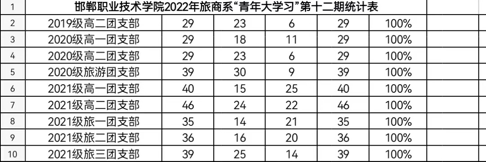 1 邯郸职业技术学院2022年旅商系“青年大学习”第十二期统计表
2 2019级高二团支部 29 23 6 29 100%
3 2020级高一团支部 29 18 11 29 100%
4 2020级高二团支部 29 23 6 29 100%
5 2020级旅游团支部 39 30 9 39 100%
6 2021级高一团支部 40 15 25 40 100%
7 2021级高二团支部 46 24 22 46 100%
8 2021级旅一团支部 35 14 21 35 100%
9 2021级旅二团支部 36 16 20 36 100%
10 2021级旅三团支部 39 25 14 39 100%